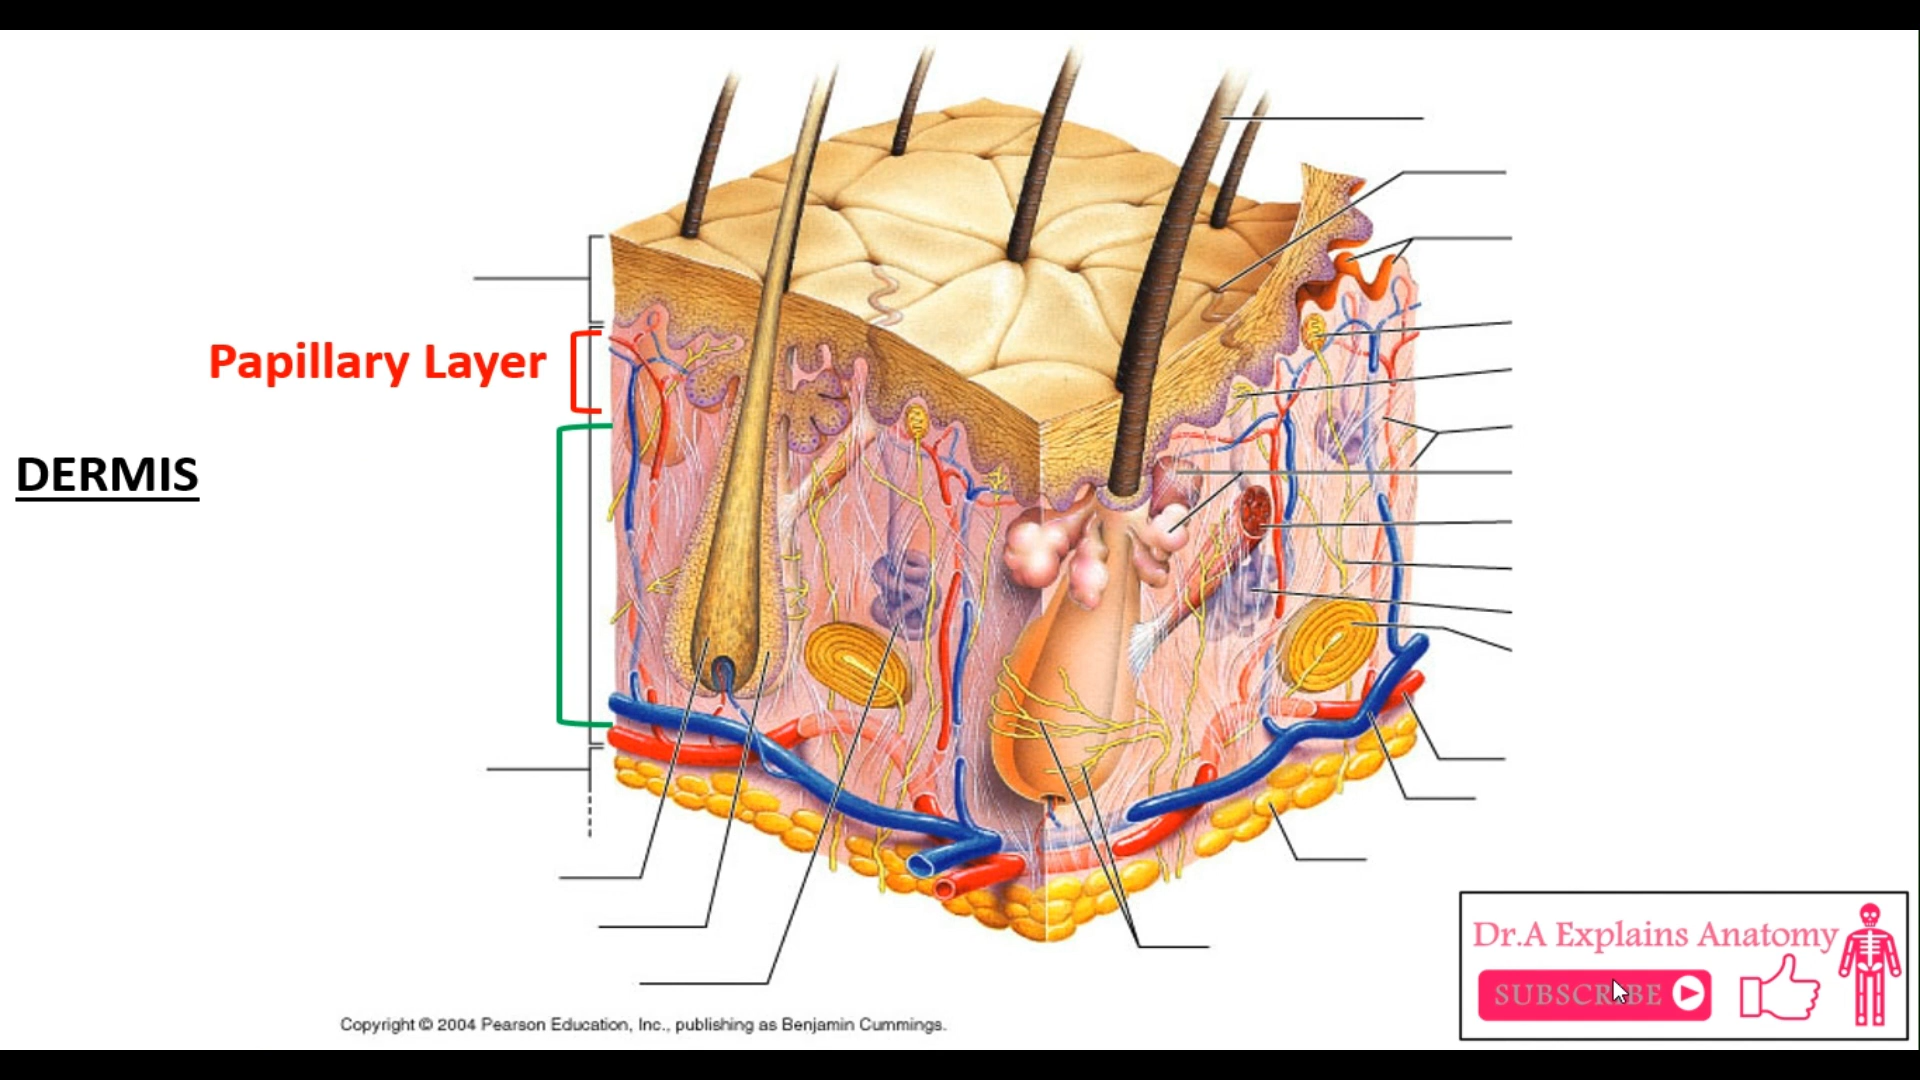 Papillary Layer
DERMIS
Dr.A Explains Anatomy
SUBSCRIBE
Copyright © 2004 Pearson Education, Inc., publishing as Benjamin Cummings.